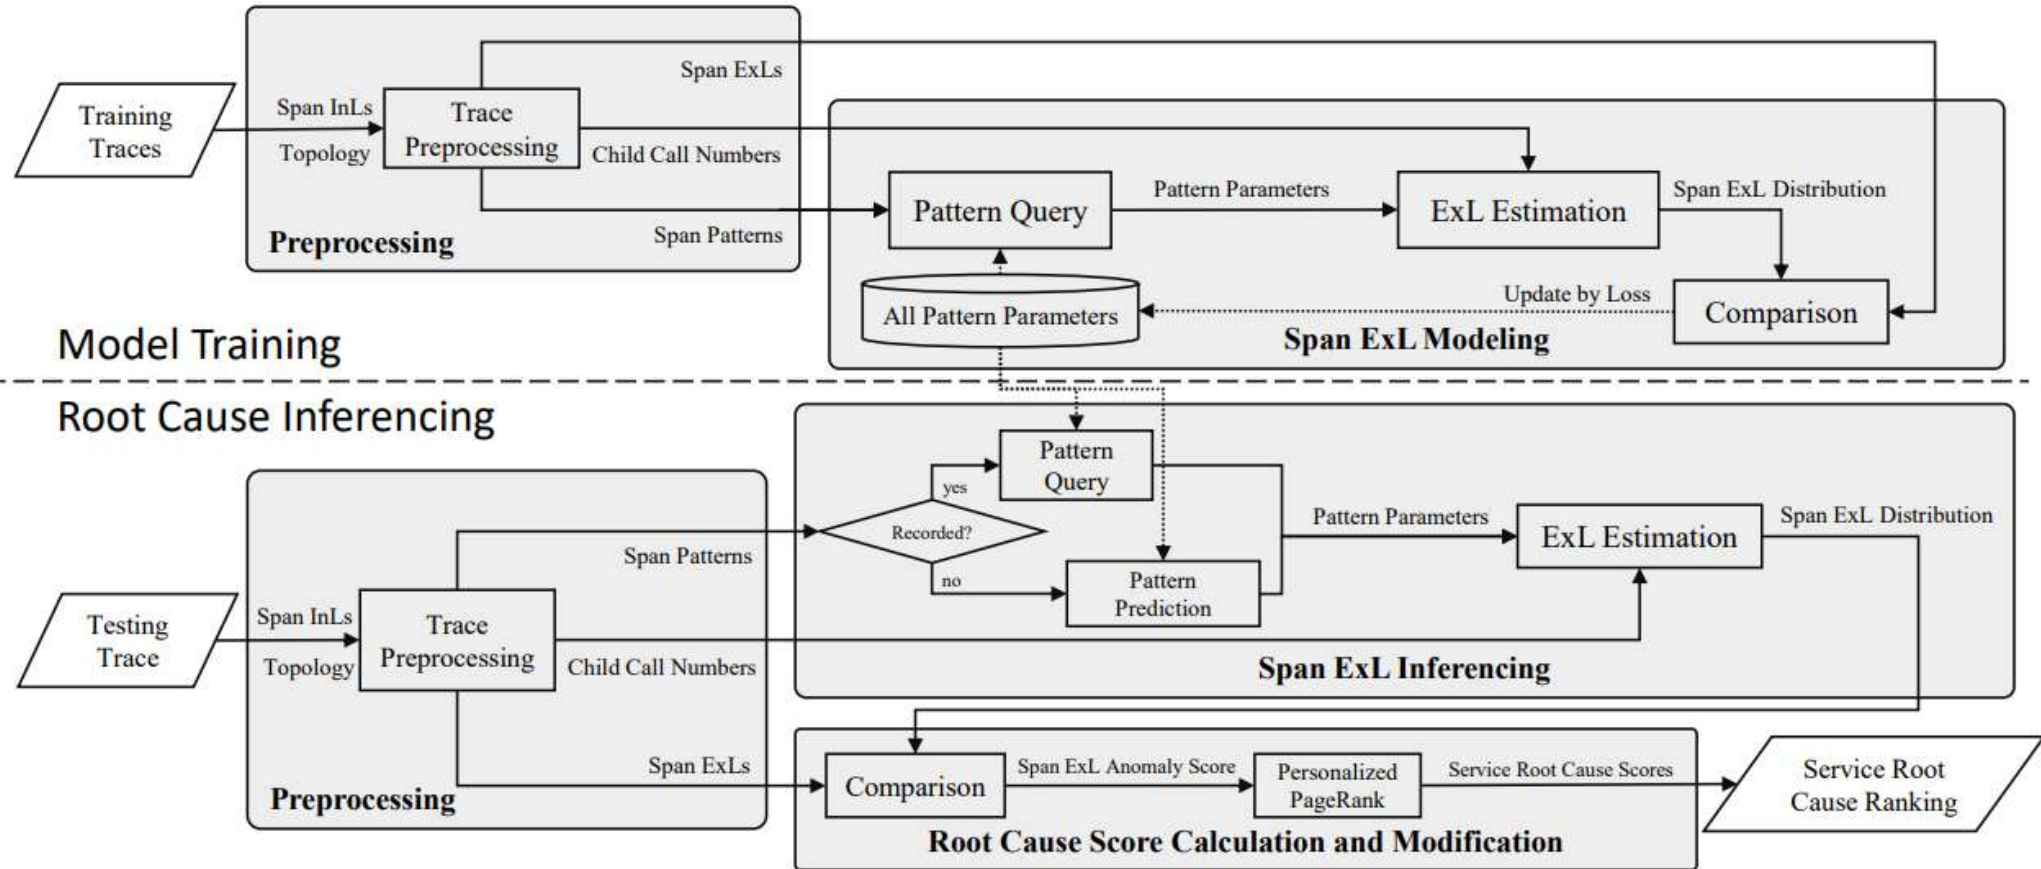 Training
Traces
Span InLs
Topology
Trace
Preprocessing
Span ExLs
Child Call Numbers
Span Patterns
Preprocessing
Pattern Query
Pattern Parameters
ExL Estimation
Span ExL Distribution
All Pattern Parameters
Update by Loss
Comparison
Span ExL Modeling
Model Training
Root Cause Inferencing
Testing
Trace
Span InLs
Topology
Trace
Preprocessing
Span Patterns
Child Call Numbers
Span ExLs
Preprocessing
Recorded?
yes
no
Pattern
Query
Pattern
Prediction
Pattern Parameters
ExL Estimation
Span ExL Distribution
Span ExL Inferencing
Comparison
Span ExL Anomaly Score
Personalized
PageRank
Service Root Cause Scores
Root Cause Score Calculation and Modification
Service Root
Cause Ranking